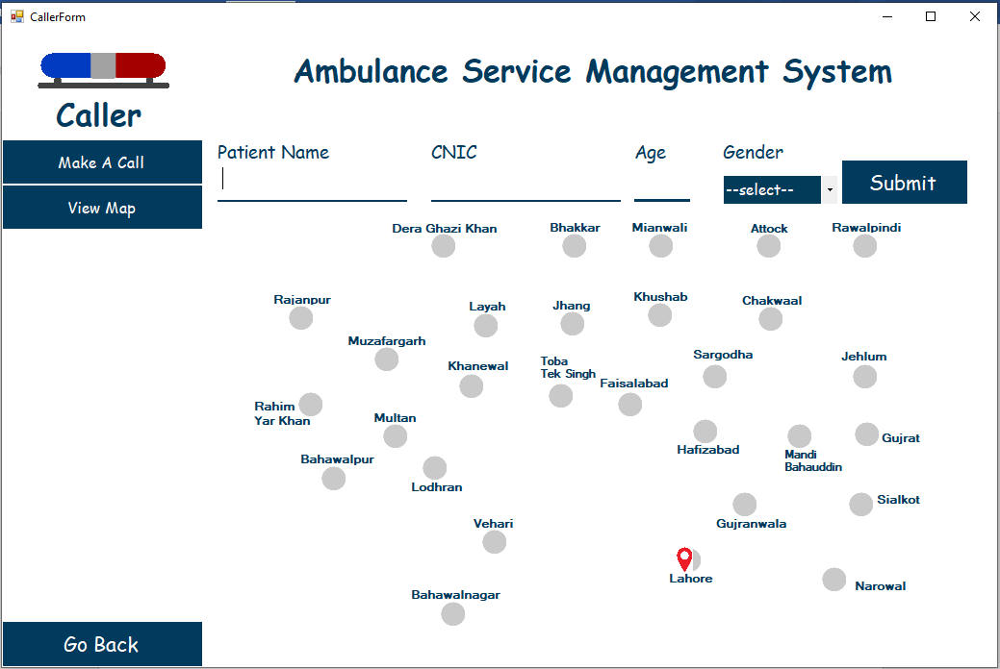 CallerForm
Ambulance Service Management System
Caller
Make A Call
View Map
Patient Name
CNIC
Age
Gender
--select--
Submit
Dera Ghazi Khan
Bhakkar
Mianwali
Attock
Rawalpindi
Rajanpur
Layah
Jhang
Khushab
Chakwaal
Muzafargarh
Khanewal
Toba
Tek Singh
Faisalabad
Sargodha
Jehlum
Rahim
Yar Khan
Multan
Hafizabad
Mandi
Bahauddin
Gujrat
Bahawalpur
Lodhran
Sialkot
Vehari
Gujranwala
Lahore
Narowal
Bahawalnagar
Go Back